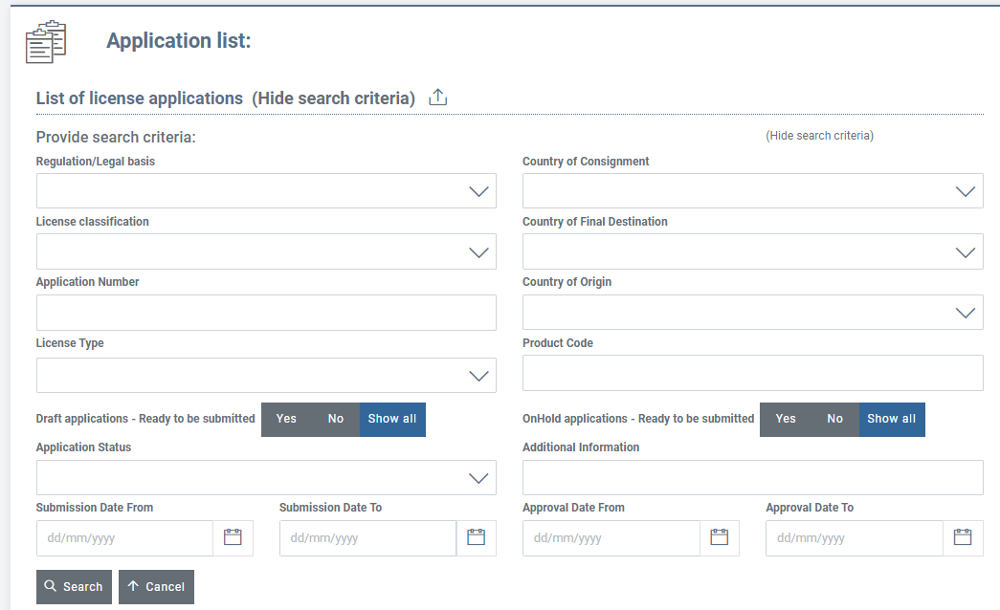 Application list:
List of license applications (Hide search criteria)
Provide search criteria:
(Hide search criteria)
Regulation/Legal basis
Country of Consignment
License classification
Country of Final Destination
Application Number
Country of Origin
License Type
Product Code
Draft applications - Ready to be submitted Yes No Show all
OnHold applications - Ready to be submitted Yes No Show all
Application Status
Additional Information
Submission Date From
Submission Date To
Approval Date From
Approval Date To
dd/mm/yyyy
dd/mm/yyyy
dd/mm/yyyy
dd/mm/yyyy
Search
Cancel